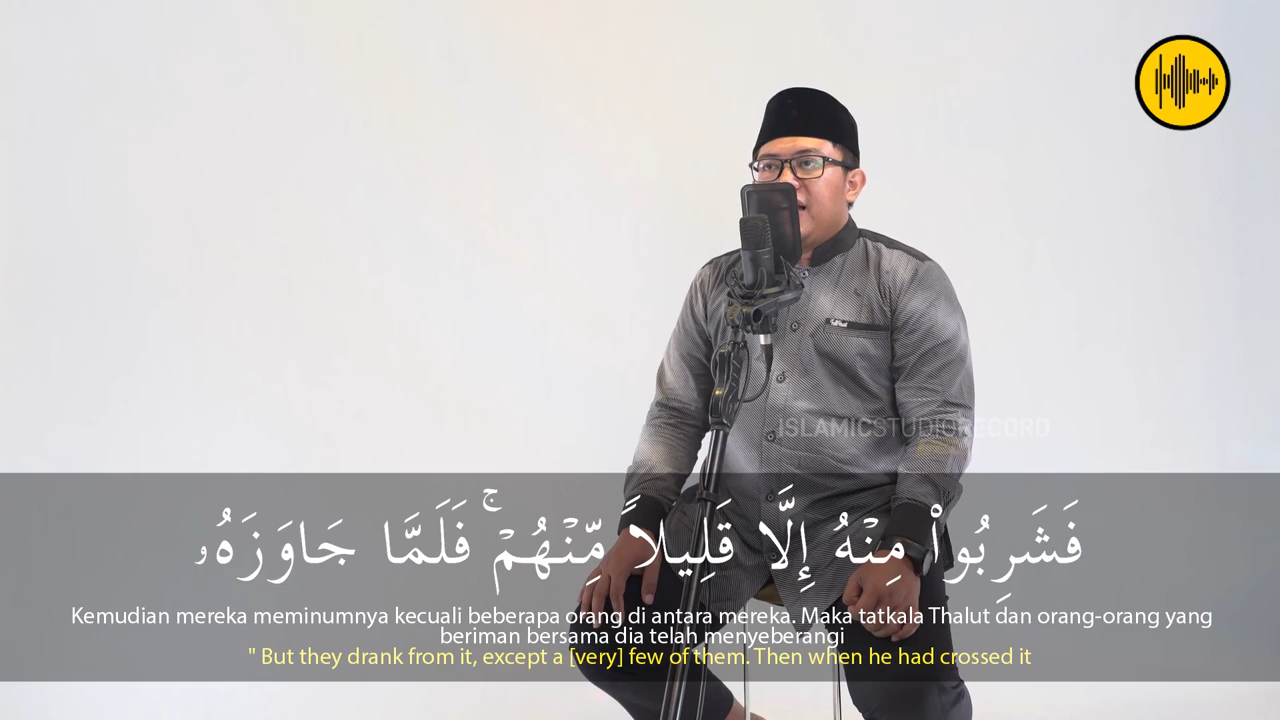 ISLAMICSTUDIORECORD
فَشَرِبُوا۟ مِنْهُ إِلَّا قَلِيلاً مِّنْهُمْ ۚ فَلَمَّا جَاوَزَهُۥ
Kemudian mereka meminumnya kecuali beberapa orang di antara mereka. Maka tatkala Thalut dan orang-orang yang
beriman bersama dia telah menyeberangi
" But they drank from it, except a [very] few of them. Then when he had crossed it